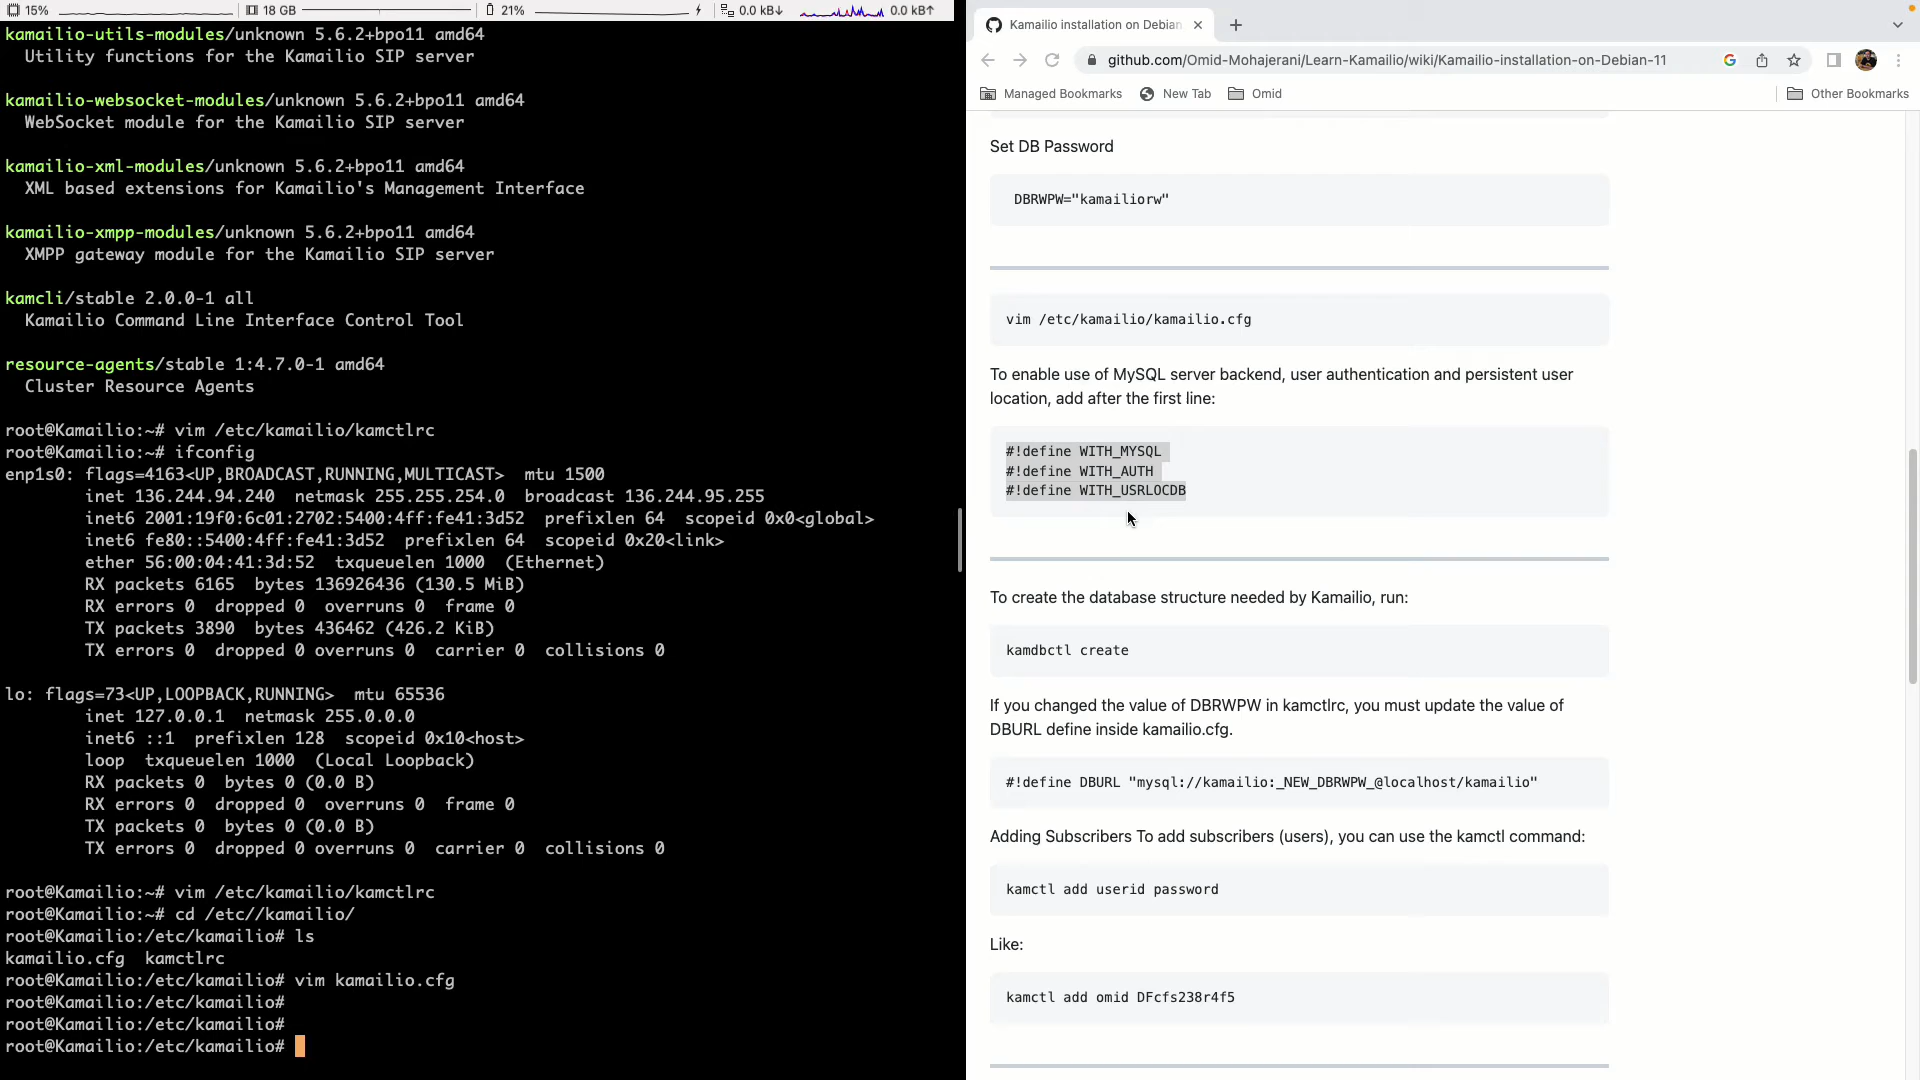 15%
18 GB
21%
0.0 kB↓
0.0 kB↑
kamailio-utils-modules/unknown 5.6.2+bpo11 amd64
Utility functions for the Kamailio SIP server
kamailio-websocket-modules/unknown 5.6.2+bpo11 amd64
WebSocket module for the Kamailio SIP server
kamailio-xml-modules/unknown 5.6.2+bpo11 amd64
XML based extensions for Kamailio's Management Interface
kamailio-xmpp-modules/unknown 5.6.2+bpo11 amd64
XMPP gateway module for the Kamailio SIP server
kamcli/stable 2.0.0-1 all
Kamailio Command Line Interface Control Tool
resource-agents/stable 1:4.7.0-1 amd64
Cluster Resource Agents
root@Kamailio:~# vim /etc/kamailio/kamctlrc
root@Kamailio:~# ifconfig
enp1s0: flags=4163<UP,BROADCAST,RUNNING,MULTICAST>  mtu 1500
inet 136.244.94.240  netmask 255.255.254.0  broadcast 136.244.95.255
inet6 2001:19f0:6c01:2702:5400:4ff:fe41:3d52  prefixlen 64  scopeid 0x0<global>
inet6 fe80::5400:4ff:fe41:3d52  prefixlen 64  scopeid 0x20<link>
ether 56:00:04:41:3d:52  txqueuelen 1000  (Ethernet)
RX packets 6165  bytes 136926436 (130.5 MiB)
RX errors 0  dropped 0  overruns 0  frame 0
TX packets 3890  bytes 436462 (426.2 KiB)
TX errors 0  dropped 0 overruns 0  carrier 0  collisions 0
lo: flags=73<UP,LOOPBACK,RUNNING>  mtu 65536
inet 127.0.0.1  netmask 255.0.0.0
inet6 ::1  prefixlen 128  scopeid 0x10<host>
loop  txqueuelen 1000  (Local Loopback)
RX packets 0  bytes 0 (0.0 B)
RX errors 0  dropped 0  overruns 0  frame 0
TX packets 0  bytes 0 (0.0 B)
TX errors 0  dropped 0 overruns 0  carrier 0  collisions 0
root@Kamailio:~# vim /etc/kamailio/kamctlrc
root@Kamailio:~# cd /etc//kamailio/
root@Kamailio:/etc/kamailio# ls
kamailio.cfg  kamctlrc
root@Kamailio:/etc/kamailio# vim kamailio.cfg
root@Kamailio:/etc/kamailio#
root@Kamailio:/etc/kamailio#
root@Kamailio:/etc/kamailio#
Kamailio installation on Debian
github.com/Omid-Mohajerani/Learn-Kamailio/wiki/Kamailio-installation-on-Debian-11
Managed Bookmarks
New Tab
Omid
Other Bookmarks
Set DB Password
DBRWPW="kamailiorw"
vim /etc/kamailio/kamailio.cfg
To enable use of MySQL server backend, user authentication and persistent user
location, add after the first line:
#!define WITH_MYSQL
#!define WITH_AUTH
#!define WITH_USRLOCDB
To create the database structure needed by Kamailio, run:
kamdbctl create
If you changed the value of DBRWPW in kamctlrc, you must update the value of
DBURL define inside kamailio.cfg.
#!define DBURL "mysql://kamailio:_NEW_DBRWPW_@localhost/kamailio"
Adding Subscribers To add subscribers (users), you can use the kamctl command:
kamctl add userid password
Like:
kamctl add omid DFcfs238r4f5